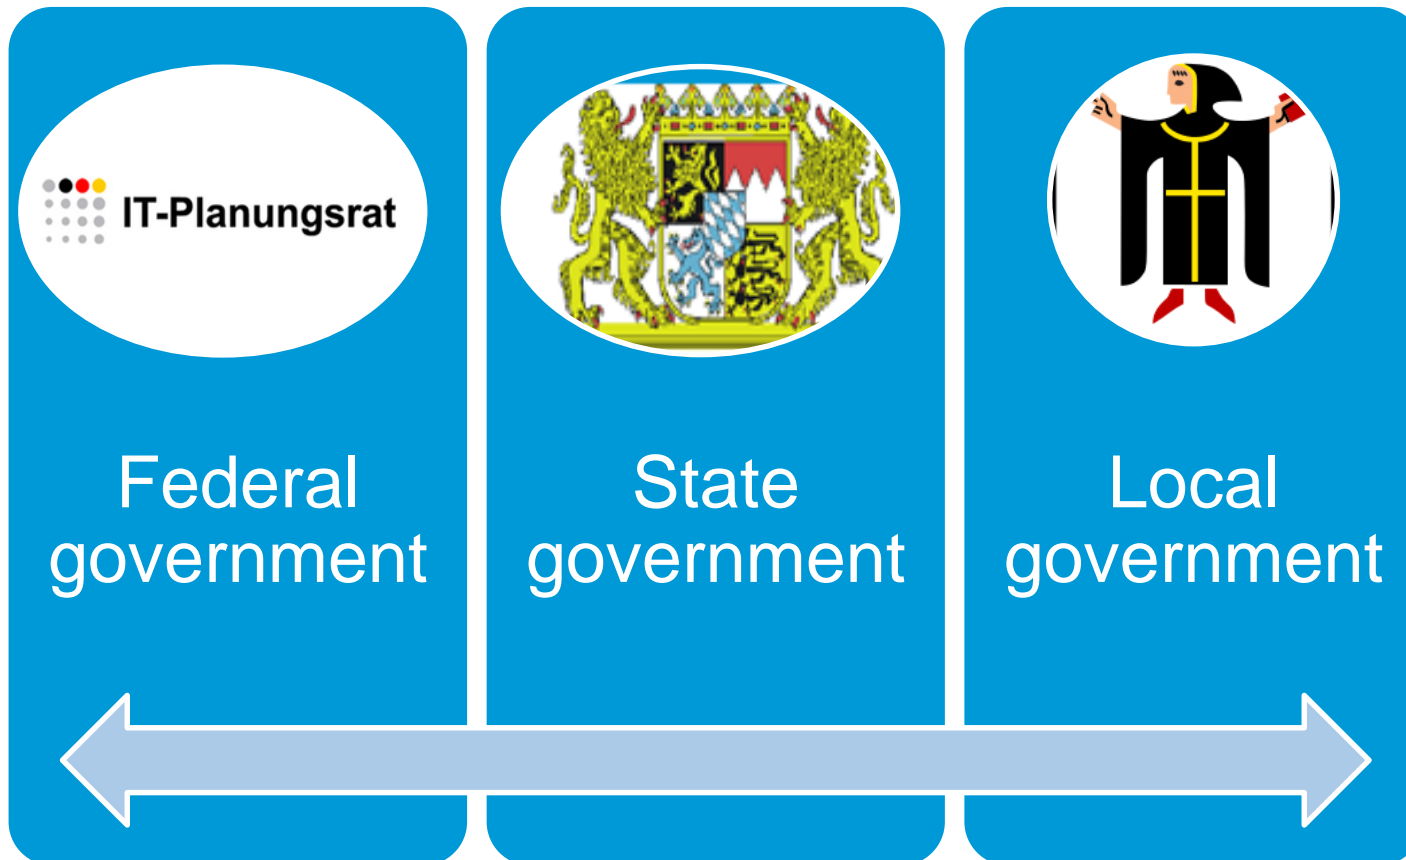 IT-Planungsrat
Federal
government
State
government
Local
government